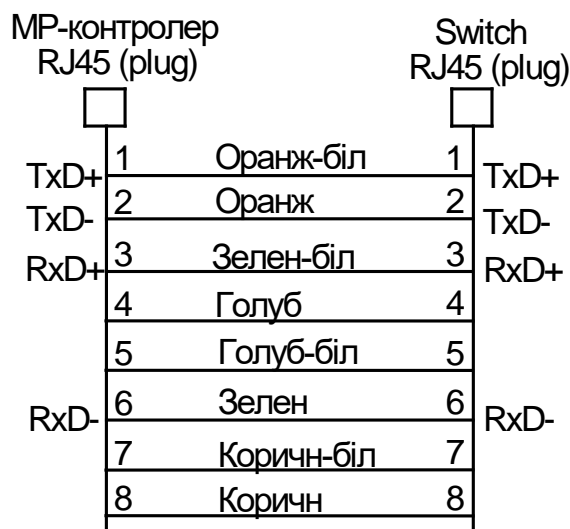 МР-контролер
RJ45 (plug)
Switch
RJ45 (plug)
TxD+ 1 Оранж-біл 1 TxD+
TxD- 2 Оранж 2 TxD-
RxD+ 3 Зелен-біл 3 RxD+
4 Голуб 4
5 Голуб-біл 5
RxD- 6 Зелен 6 RxD-
7 Коричн-біл 7
8 Коричн 8